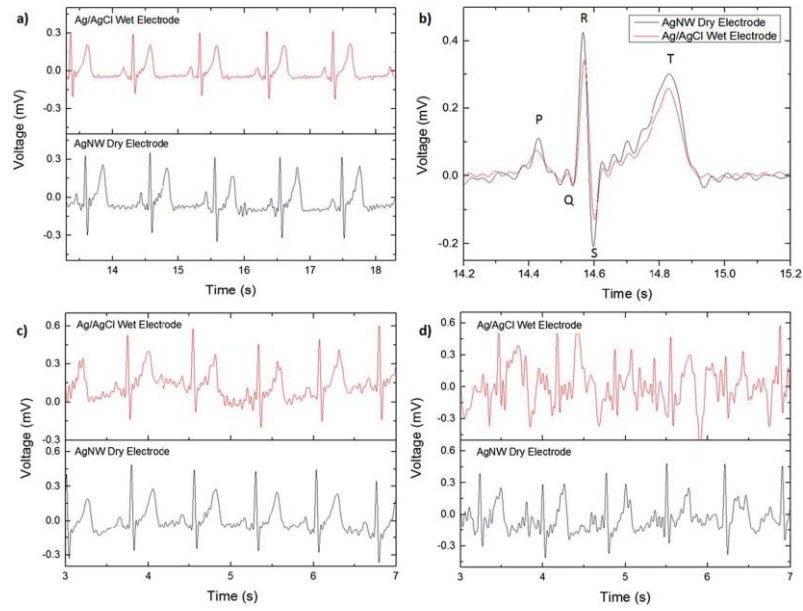 a)
Ag/AgCl Wet Electrode
0.3
0.0
-0.3
AgNW Dry Electrode
0.3
0.0
-0.3
Voltage (mV)
14 15 16 17 18
Time (s)
b)
AgNW Dry Electrode
Ag/AgCl Wet Electrode
R
T
P
Q
S
0.4
0.2
0.0
-0.2
Voltage (mV)
14.2 14.4 14.6 14.8 15.0 15.2
Time (s)
c)
Ag/AgCl Wet Electrode
0.6
0.3
0.0
-0.3
AgNW Dry Electrode
0.6
0.3
0.0
-0.3
Voltage (mV)
3 4 5 6 7
Time (s)
d)
Ag/AgCl Wet Electrode
0.6
0.3
0.0
-0.3
AgNW Dry Electrode
0.6
0.3
0.0
-0.3
Voltage (mV)
3 4 5 6 7
Time (s)